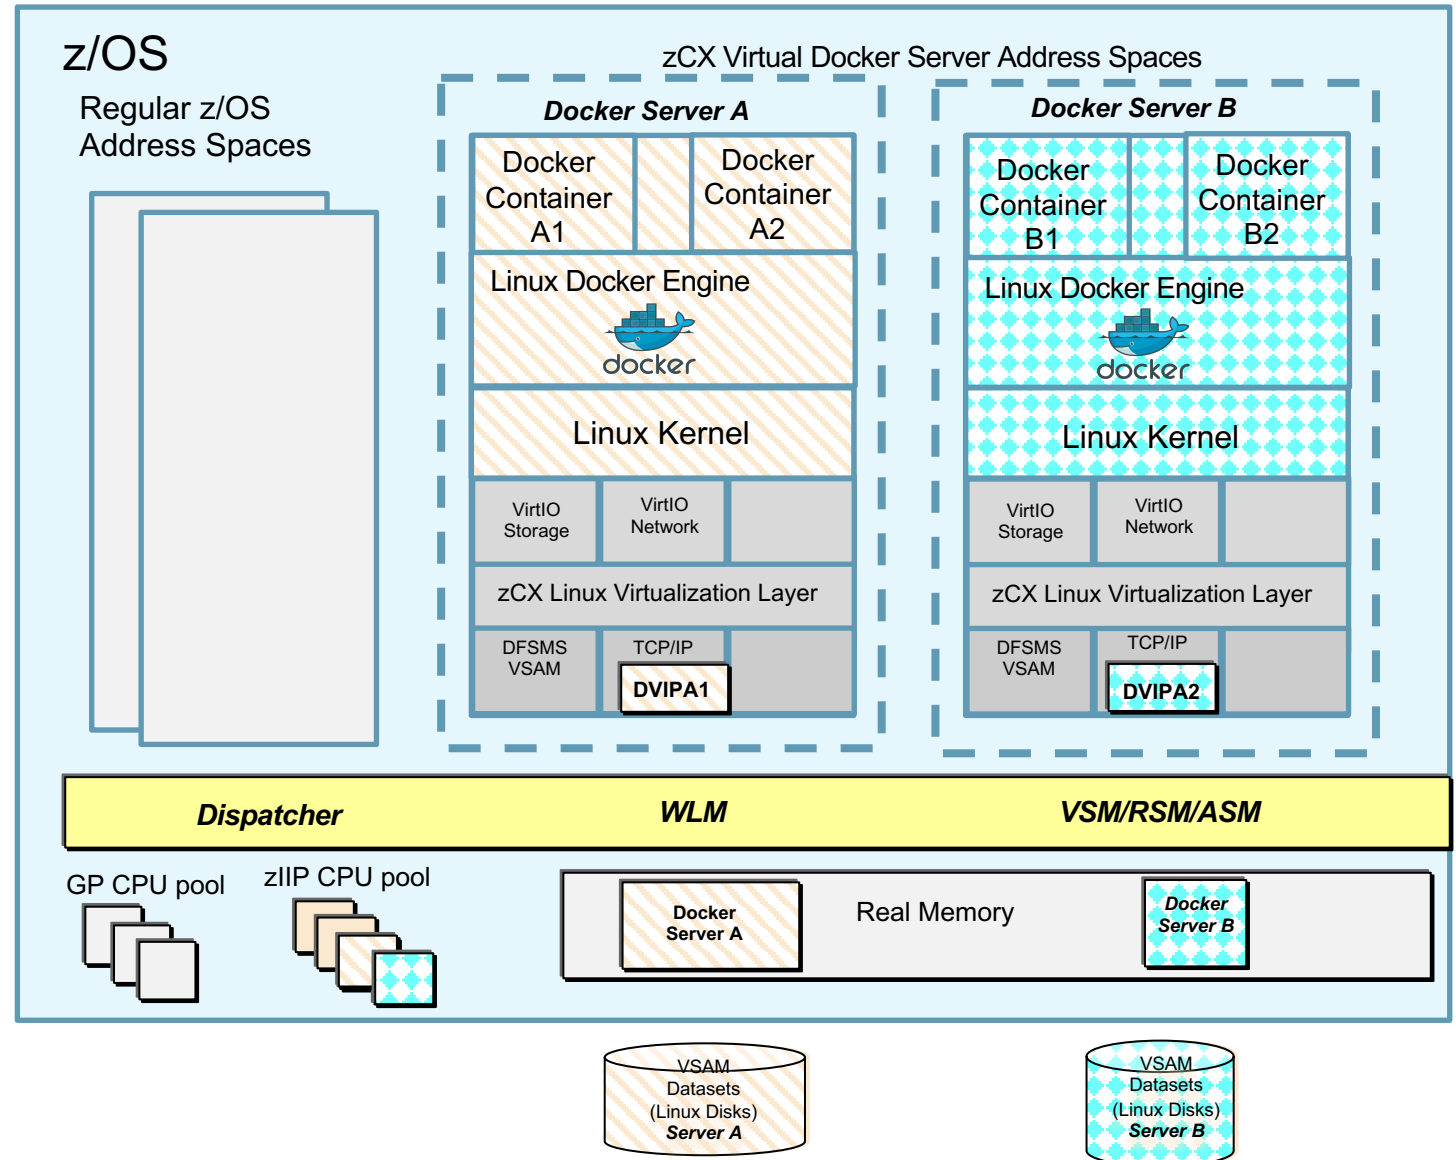 z/OS
zCX Virtual Docker Server Address Spaces
Regular z/OS
Address Spaces
Docker Server A
Docker
Container
A1
Docker
Container
A2
Linux Docker Engine
docker
Linux Kernel
VirtIO
Storage
VirtIO
Network
zCX Linux Virtualization Layer
DFSMS
VSAM
TCP/IP
DVIPA1
Docker Server B
Docker
Container
B1
Docker
Container
B2
Linux Docker Engine
docker
Linux Kernel
VirtIO
Storage
VirtIO
Network
zCX Linux Virtualization Layer
DFSMS
VSAM
TCP/IP
DVIPA2
Dispatcher
WLM
VSM/RSM/ASM
GP CPU pool
zIIP CPU pool
Docker
Server A
Real Memory
Docker
Server B
VSAM
Datasets
(Linux Disks)
Server A
VSAM
Datasets
(Linux Disks)
Server B